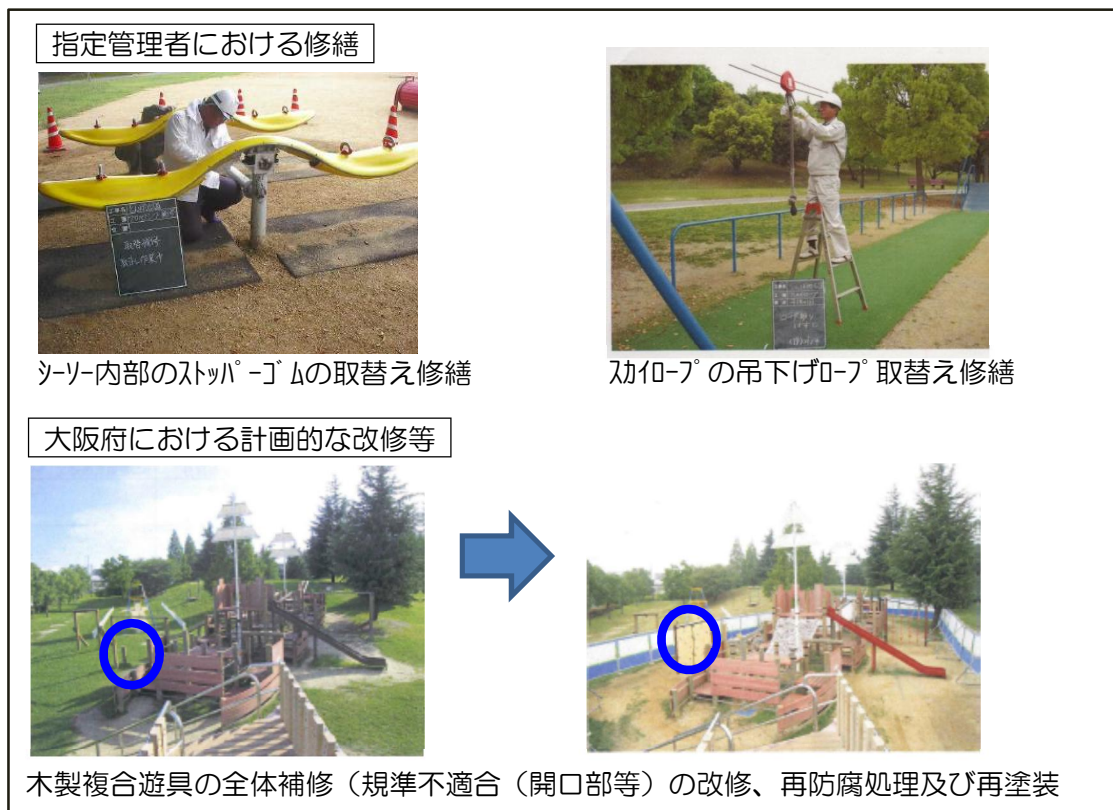 指定管理者における修繕
ｼｰｿｰ内部のｽﾄｯﾊﾟｰｺﾞﾑの取替え修繕
ｽｶｲﾛｰﾌﾟの吊下げﾛｰﾌﾟ取替え修繕
大阪府における計画的な改修等
木製複合遊具の全体補修（規準不適合（開口部等）の改修、再防腐処理及び再塗装